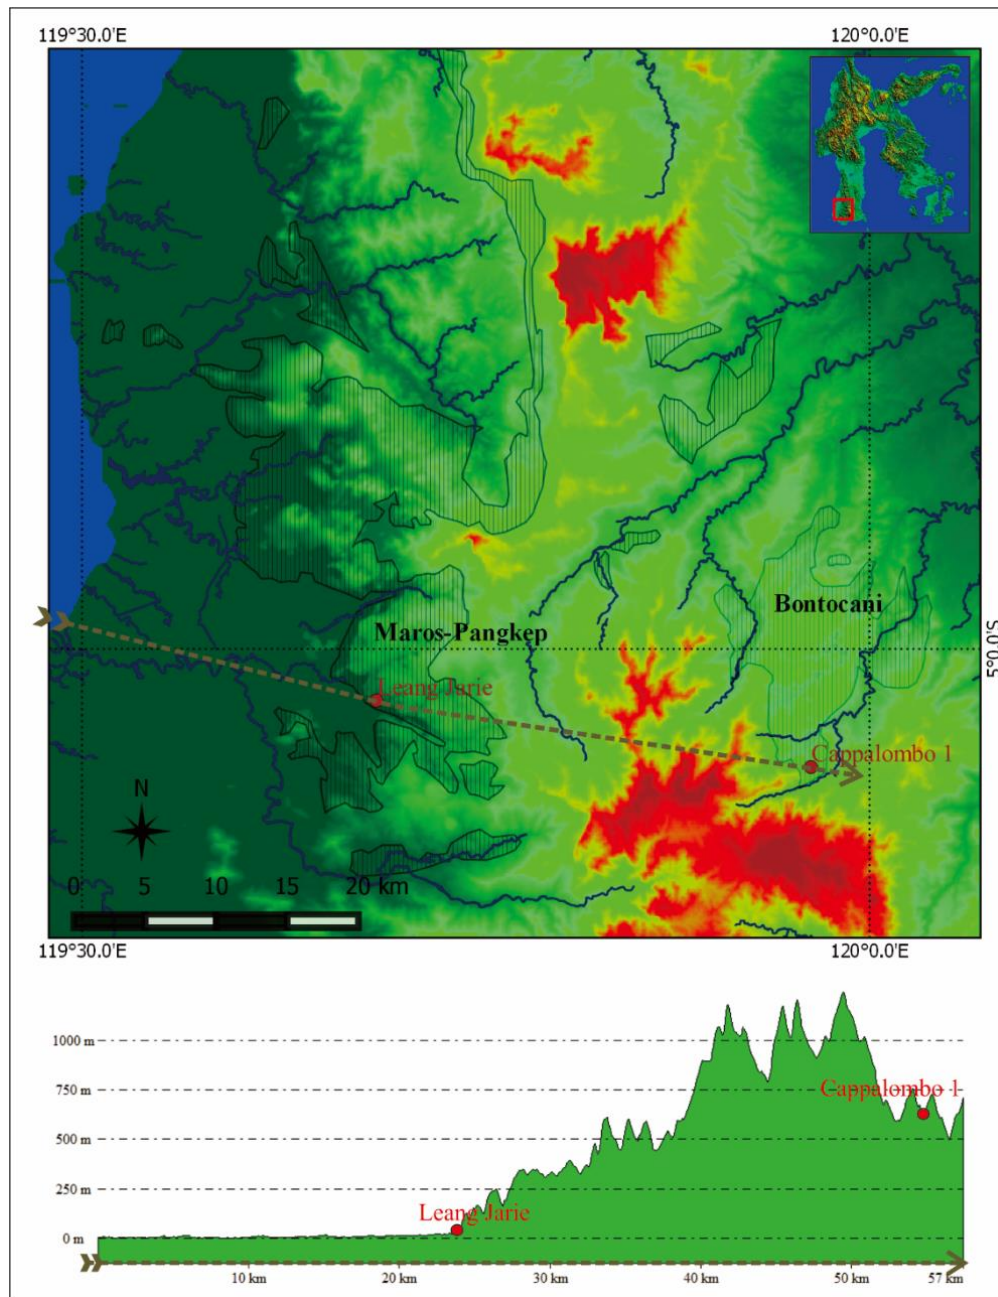 119°30.0'E 120°0.0'E
Bontocani
Maros-Pangkep
5°0.0'S
Leang Jarie
Cappalombo 1
N
0 5 10 15 20 km
119°30.0'E 120°0.0'E
1000 m
750 m
Cappalombo 1
500 m
250 m
Leang Jarie
0 m
10 km 20 km 30 km 40 km 50 km 57 km